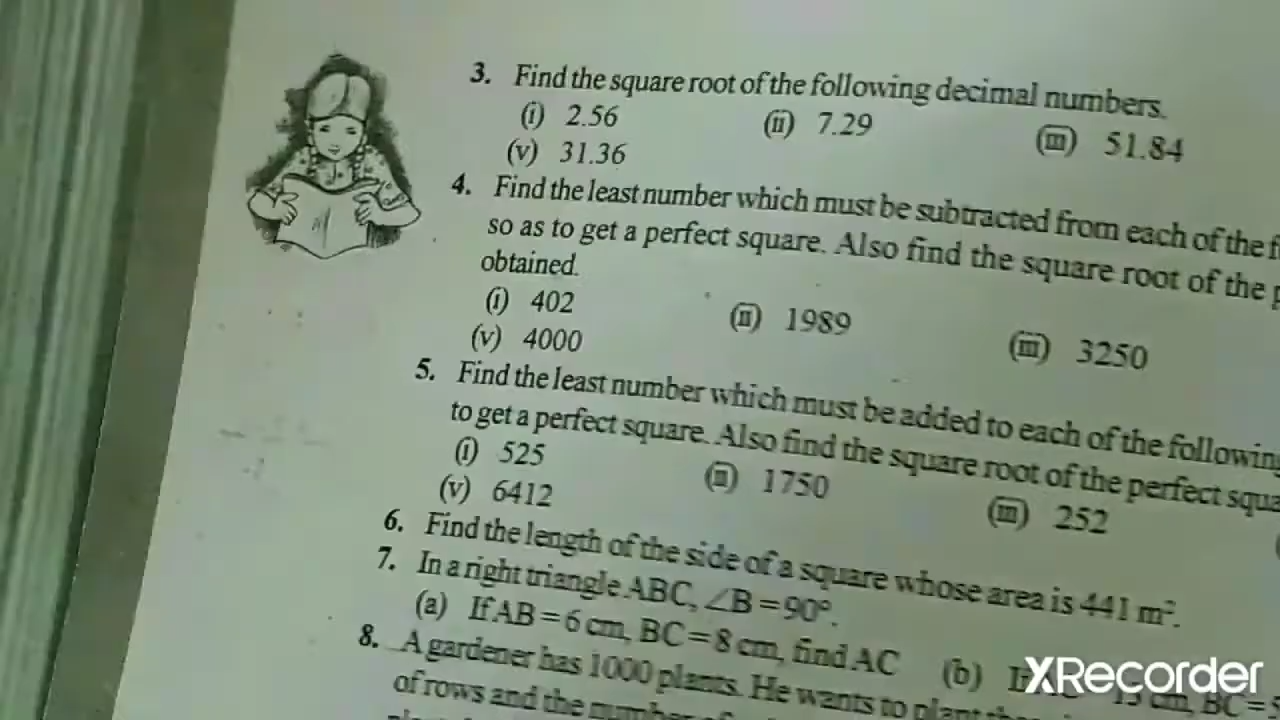 3. Find the square root of the following decimal numbers.
(i) 2.56 (ii) 7.29 (iii) 51.84
(v) 31.36
4. Find the least number which must be subtracted from each of the
so as to get a perfect square. Also find the square root of the
obtained.
(i) 402 (ii) 1989 (iii) 3250
(v) 4000
5. Find the least number which must be added to each of the following
to get a perfect square. Also find the square root of the perfect
(i) 525 (ii) 1750 (iii) 252
(v) 6412
6. Find the length of the side of a square whose area is 441 m².
7. In a right triangle ABC, ∠B = 90°.
(a) If AB = 6 cm, BC = 8 cm, find AC (b) cm, BC =
8. A gardener has 1000 plants. He wants to plant
of rows and the number
XRecorder